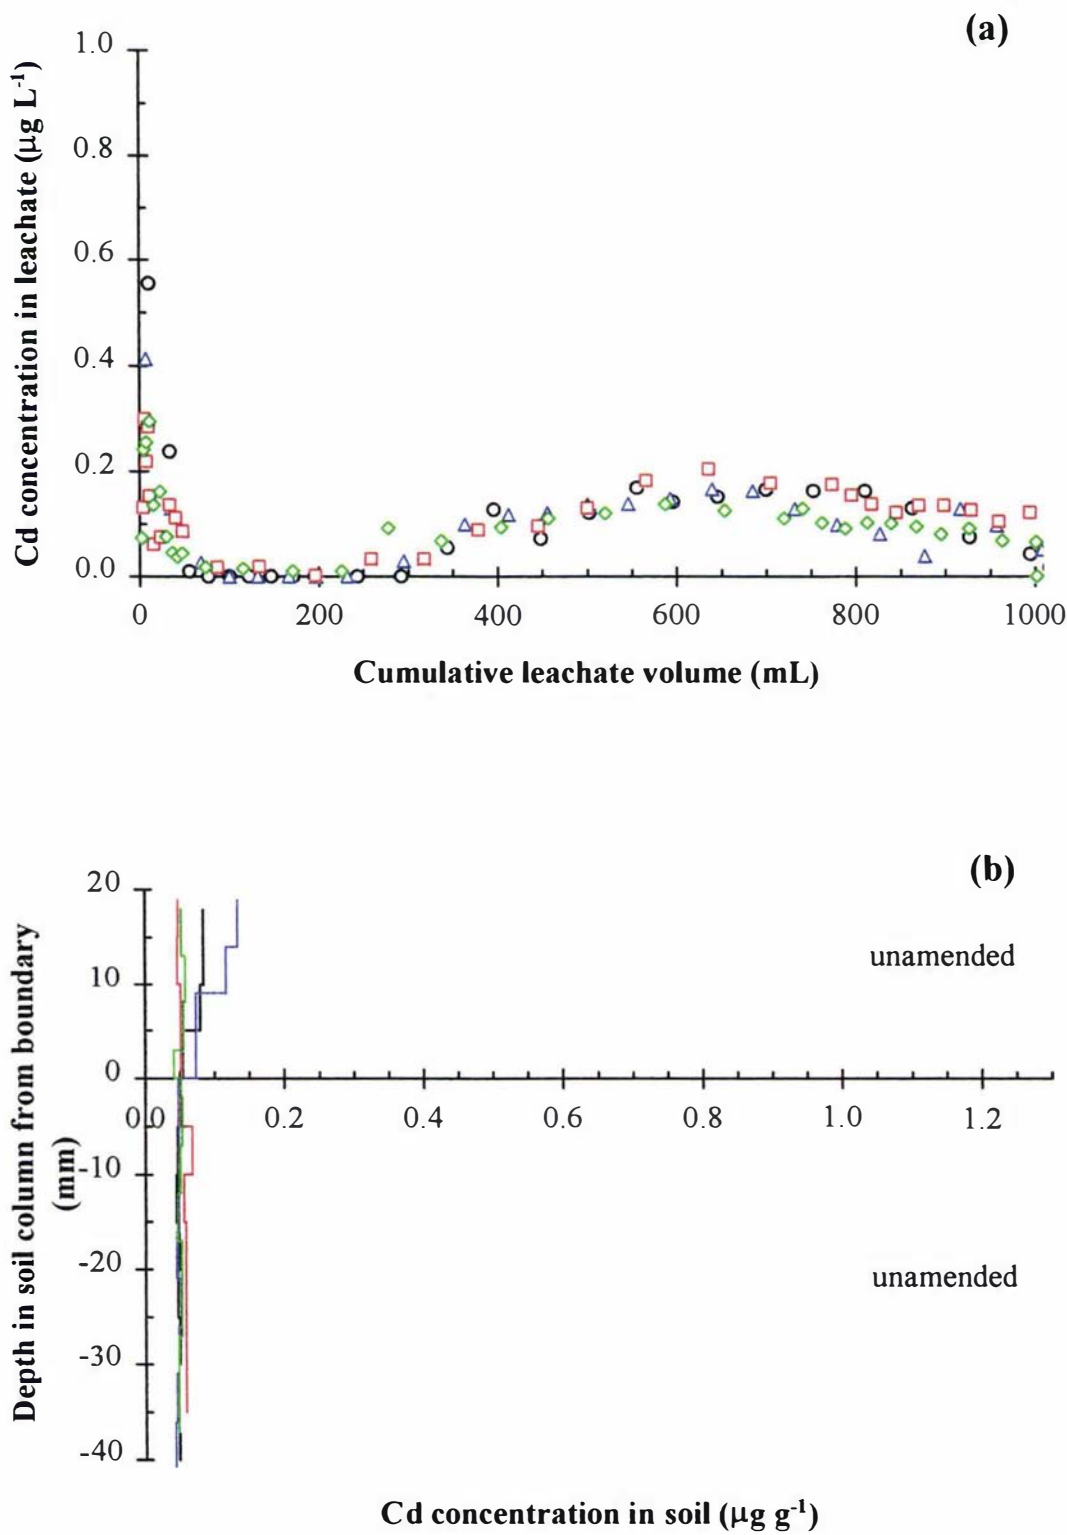 (a)
Cd concentration in leachate (µg L⁻¹)
1.0
0.8
0.6
0.4
0.2
0.0
0 200 400 600 800 1000
Cumulative leachate volume (mL)
(b)
Depth in soil column from boundary
(mm)
20
10
0
-10
-20
-30
-40
unamended
0.0 0.2 0.4 0.6 0.8 1.0 1.2
unamended
Cd concentration in soil (µg g⁻¹)